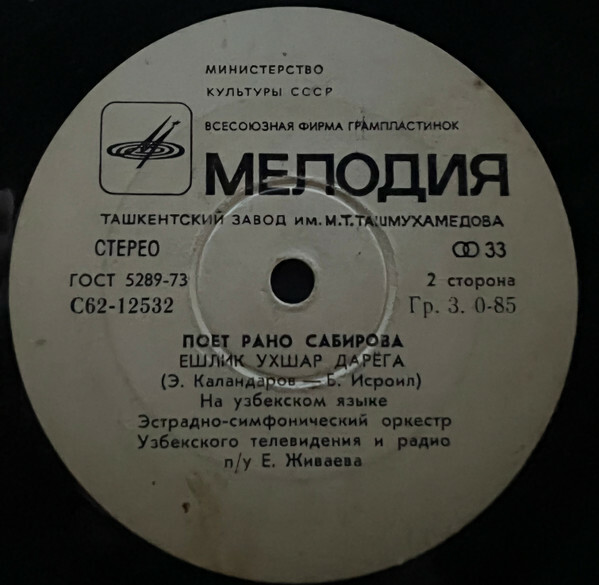 МИНИСТЕРСТВО
КУЛЬТУРЫ СССР
ВСЕСОЮЗНАЯ ФИРМА ГРАМПЛАСТИНОК
МЕЛОДИЯ
ТАШКЕНТСКИЙ ЗАВОД им. М.Т.ТАШМУХАМЕДОВА
СТЕРЕО 33
ГОСТ 5289-73 2 сторона
С62-12532 Гр. 3. 0-85
ПОЕТ РАНО САБИРОВА
ЕШЛИК УХШАР ДАРЁГА
(Э. Каландаров — Б. Исроил)
На узбекском языке
Эстрадно-симфонический оркестр
Узбекского телевидения и радио
п/у Е. Живаева